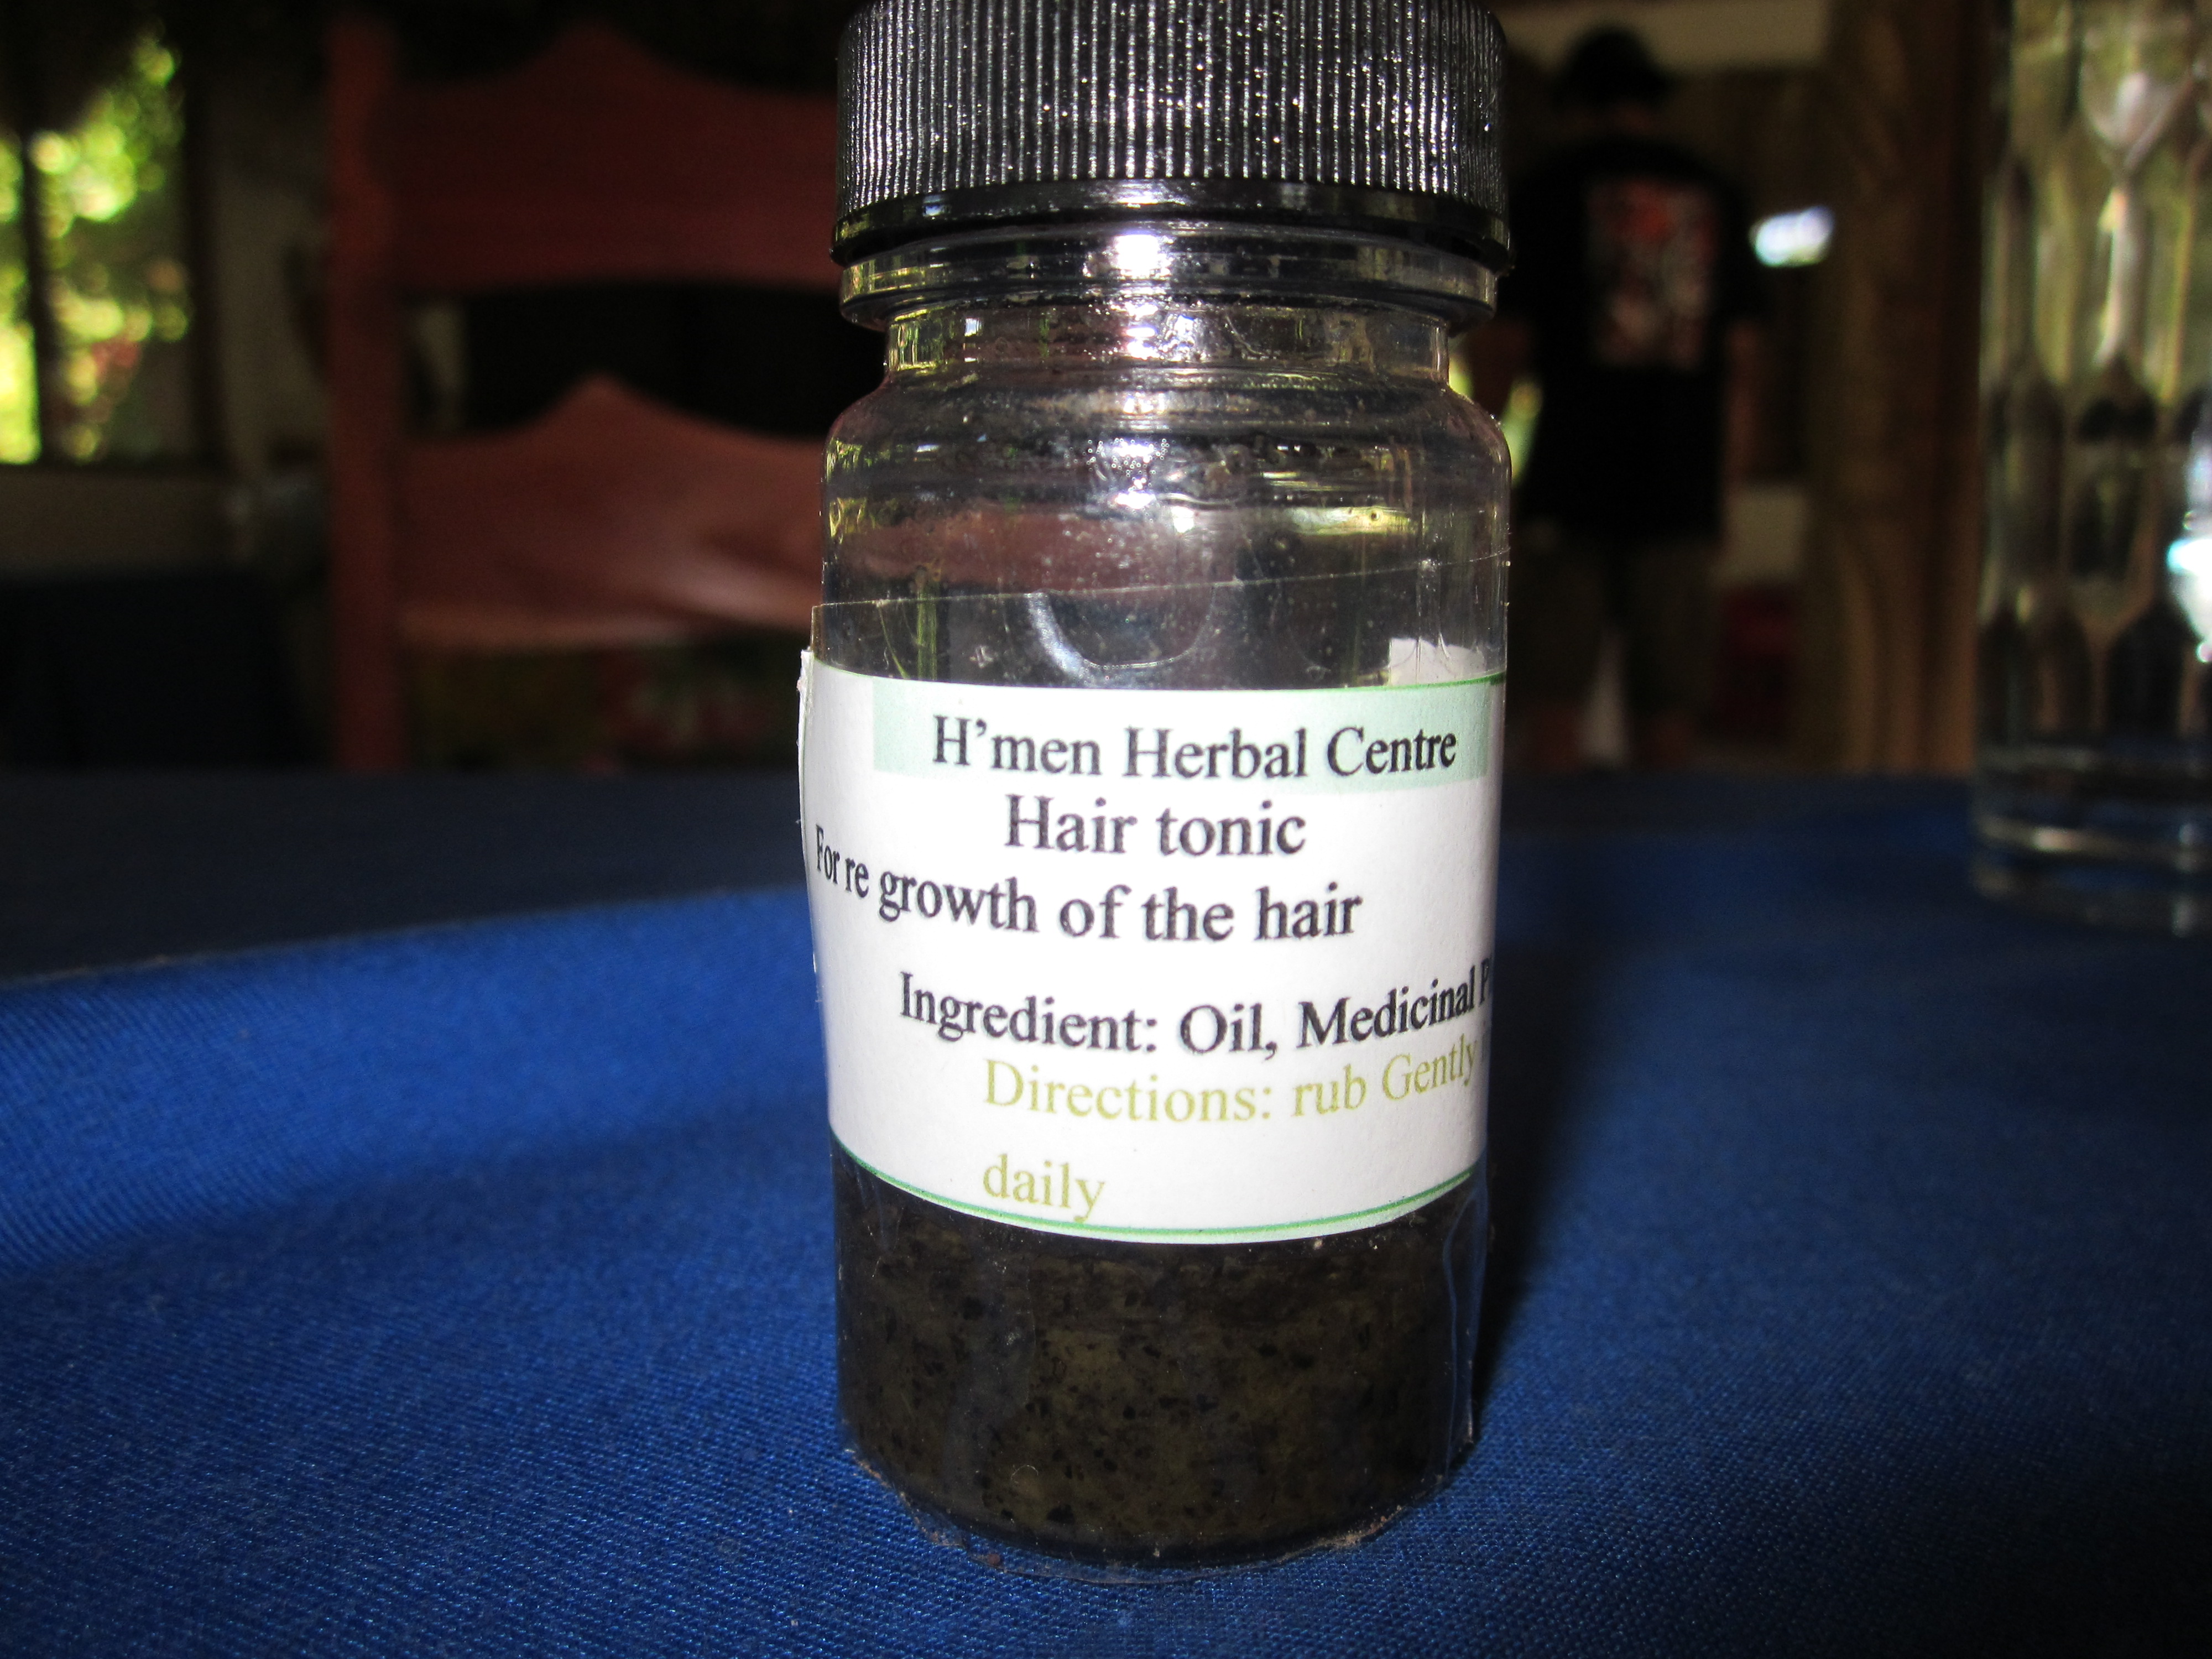 H'men Herbal Centre
Hair tonic
For re growth of the hair
Ingredient: Oil, Medicinal
Directions: rub Gently
daily